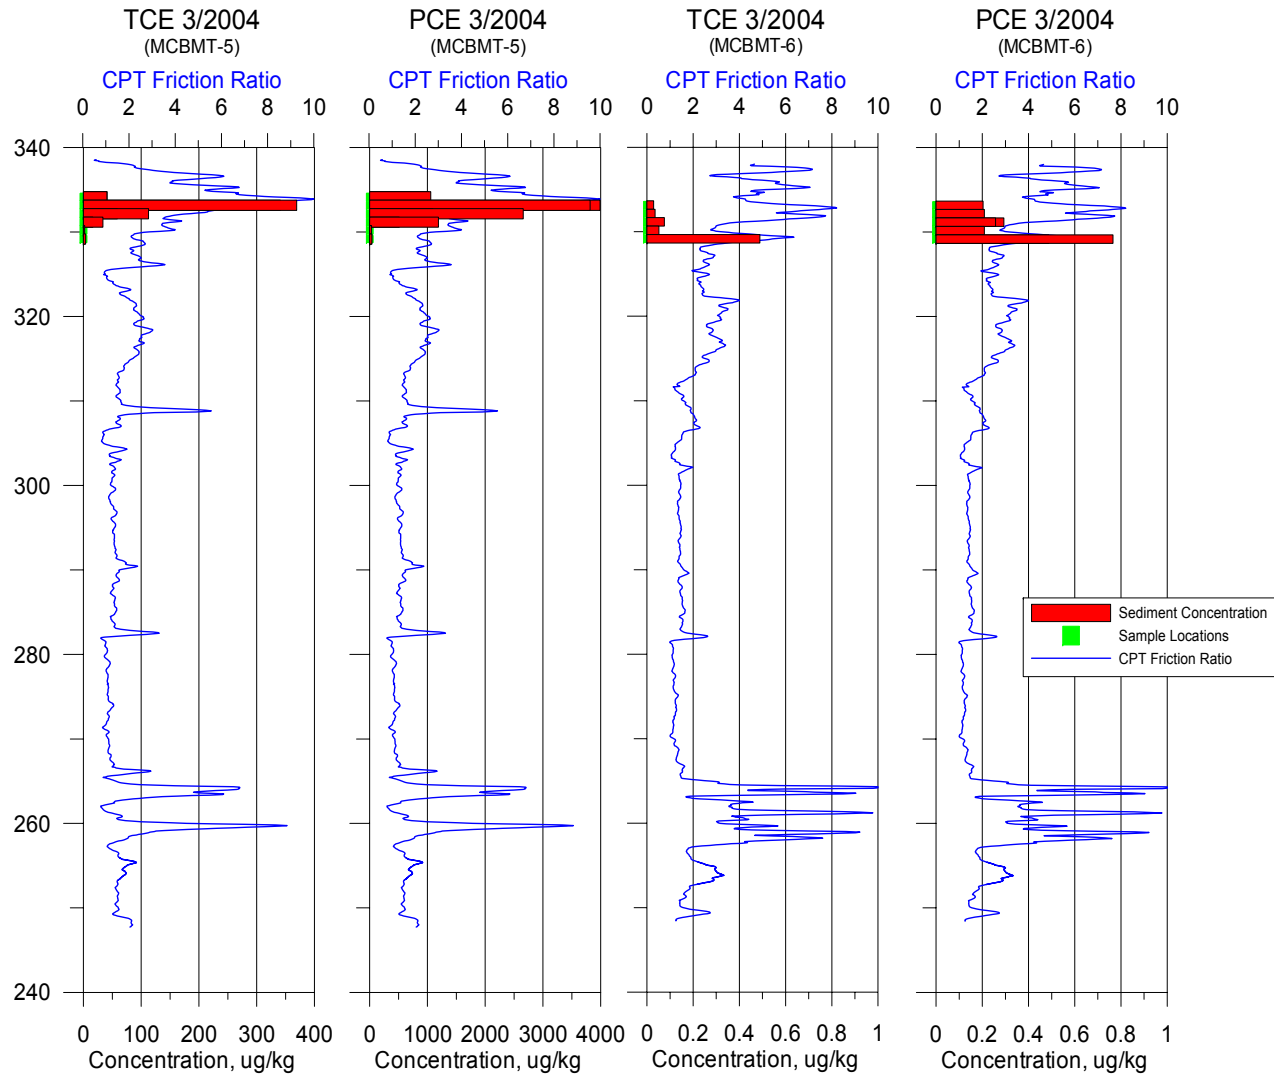 TCE 3/2004
(MCBMT-5)
CPT Friction Ratio
0 2 4 6 8 10
PCE 3/2004
(MCBMT-5)
CPT Friction Ratio
0 2 4 6 8 10
TCE 3/2004
(MCBMT-6)
CPT Friction Ratio
0 2 4 6 8 10
PCE 3/2004
(MCBMT-6)
CPT Friction Ratio
0 2 4 6 8 10
340
320
300
280
260
240
Sediment Concentration
Sample Locations
CPT Friction Ratio
0 100 200 300 400
Concentration, ug/kg
0 1000 2000 3000 4000
Concentration, ug/kg
0 0.2 0.4 0.6 0.8 1
Concentration, ug/kg
0 0.2 0.4 0.6 0.8 1
Concentration, ug/kg